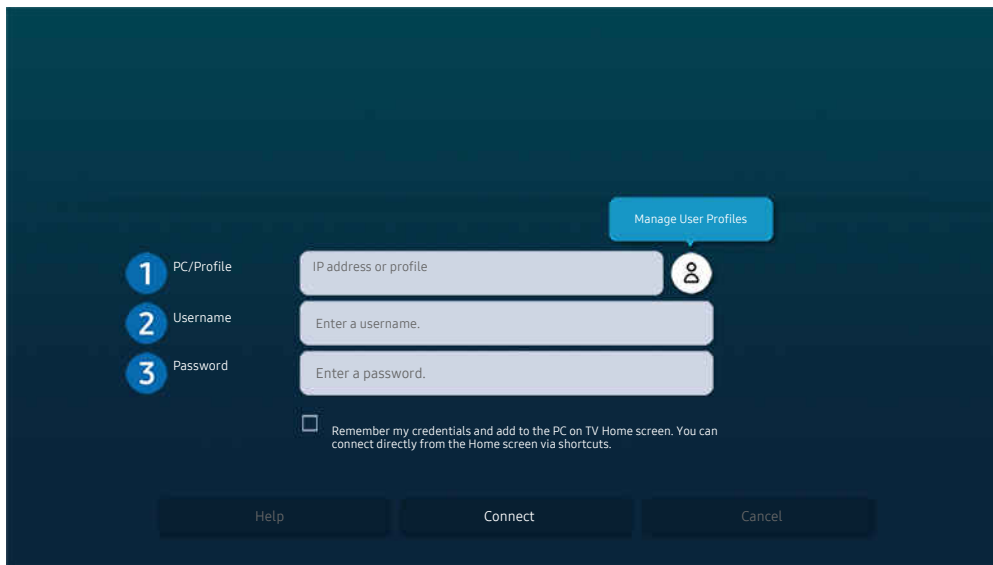 Manage User Profiles
1 PC/Profile IP address or profile
2 Username Enter a username.
3 Password Enter a password.
Remember my credentials and add to the PC on TV Home screen. You can
connect directly from the Home screen via shortcuts.
Help Connect Cancel